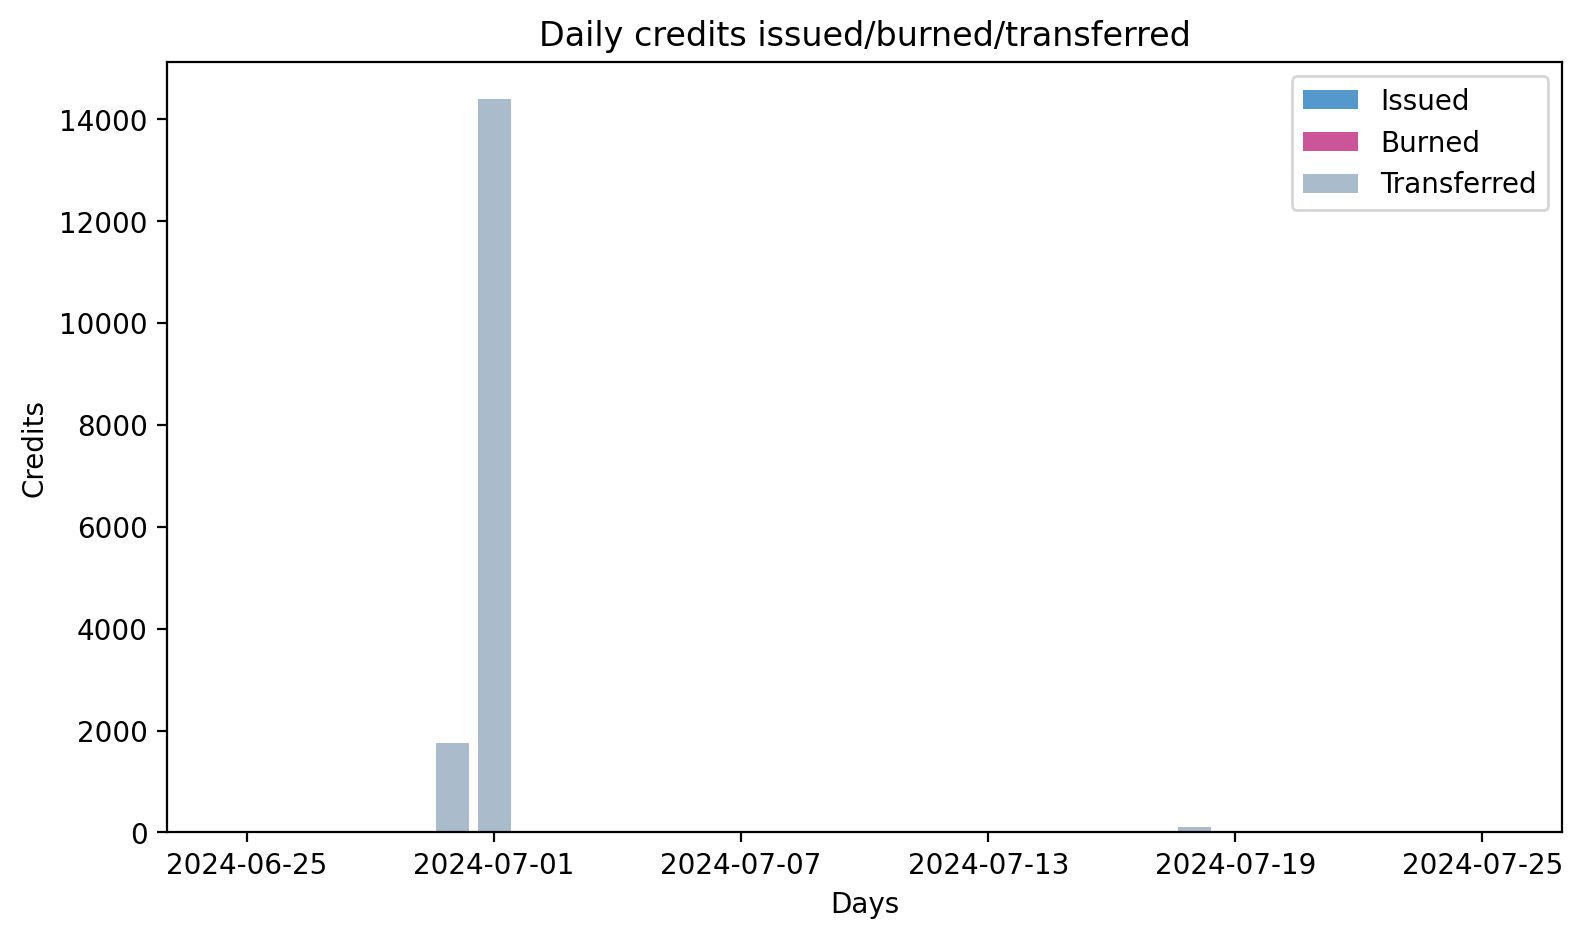 Daily credits issued/burned/transferred
Issued
Burned
Transferred
14000
12000
10000
8000
6000
4000
2000
0
Credits
2024-06-25
2024-07-01
2024-07-07
2024-07-13
2024-07-19
2024-07-25
Days